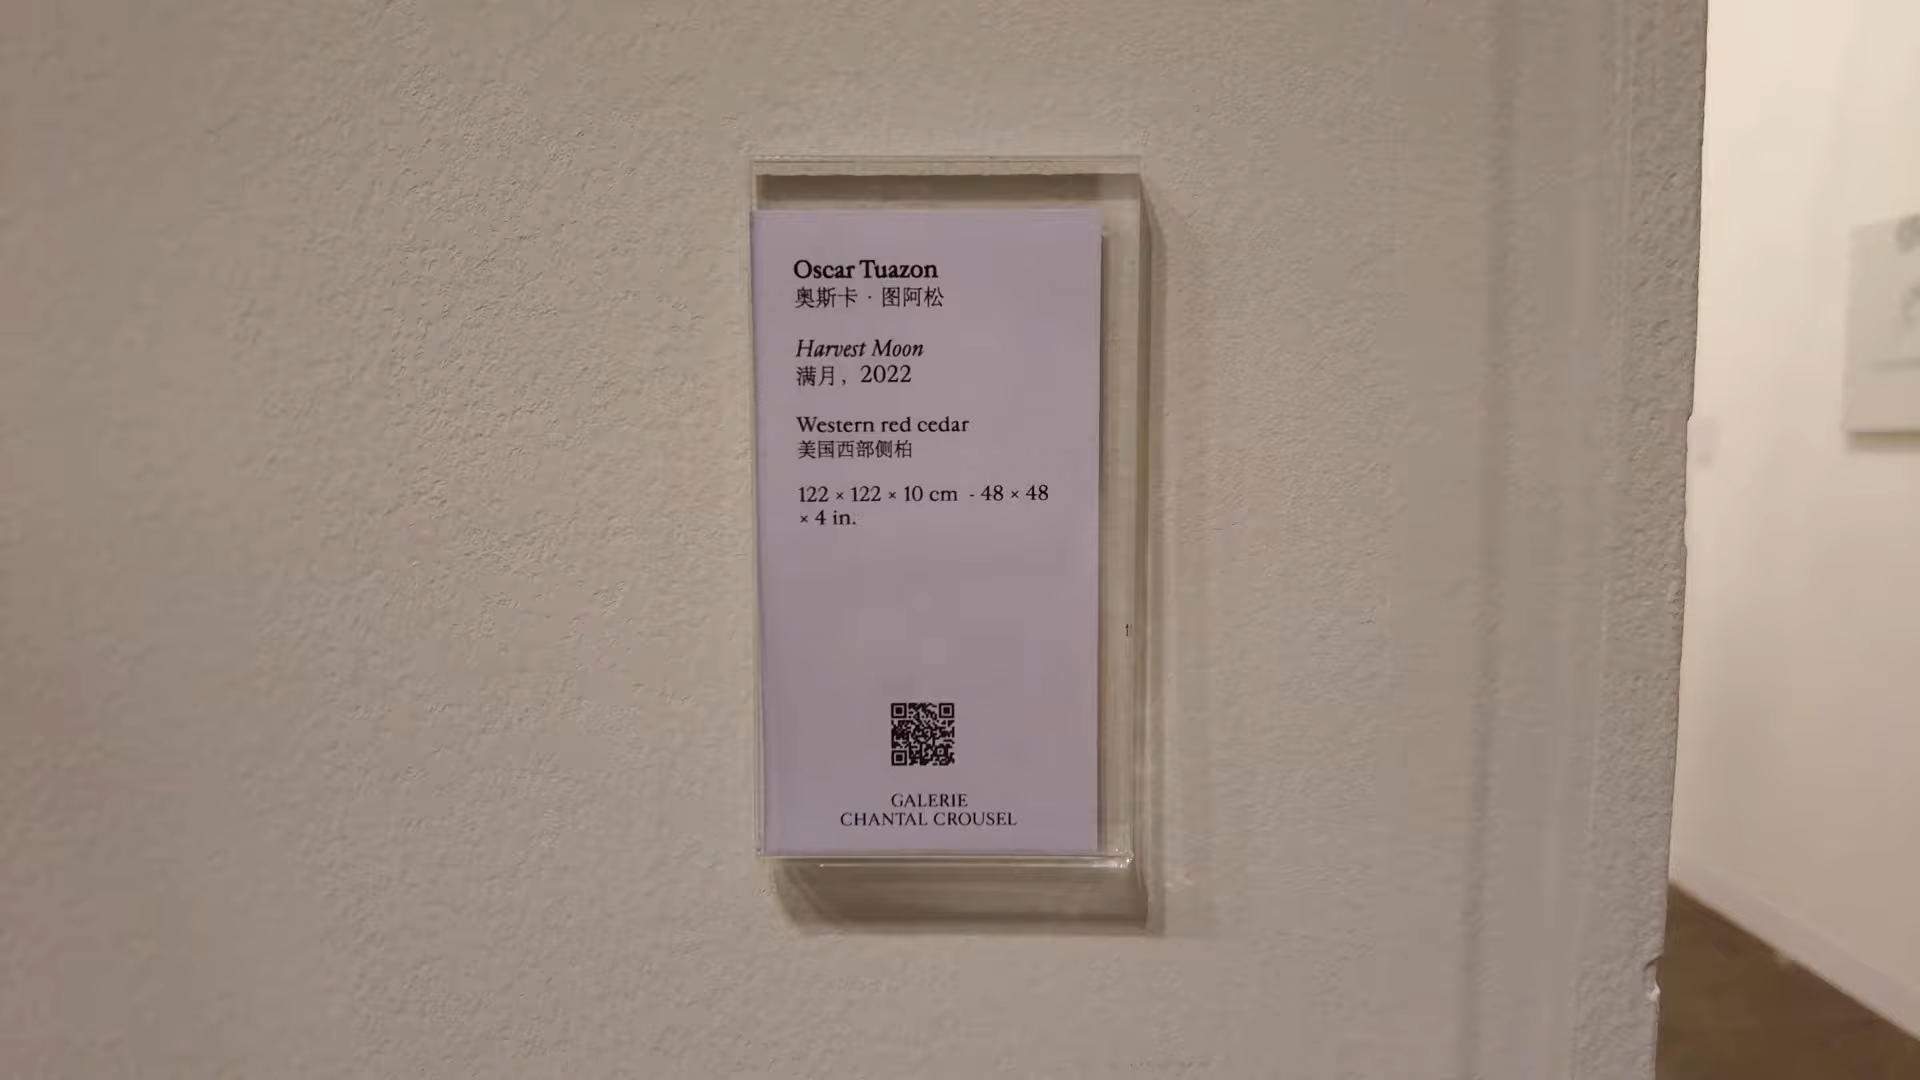 Oscar Tuazon
奥斯卡 · 图阿松
Harvest Moon
满月，2022
Western red cedar
美国西部侧柏
122 × 122 × 10 cm - 48 × 48
× 4 in.
GALERIE
CHANTAL CROUSEL